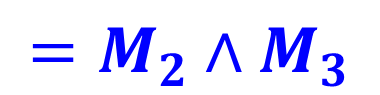 = M₂ ∧ M₃